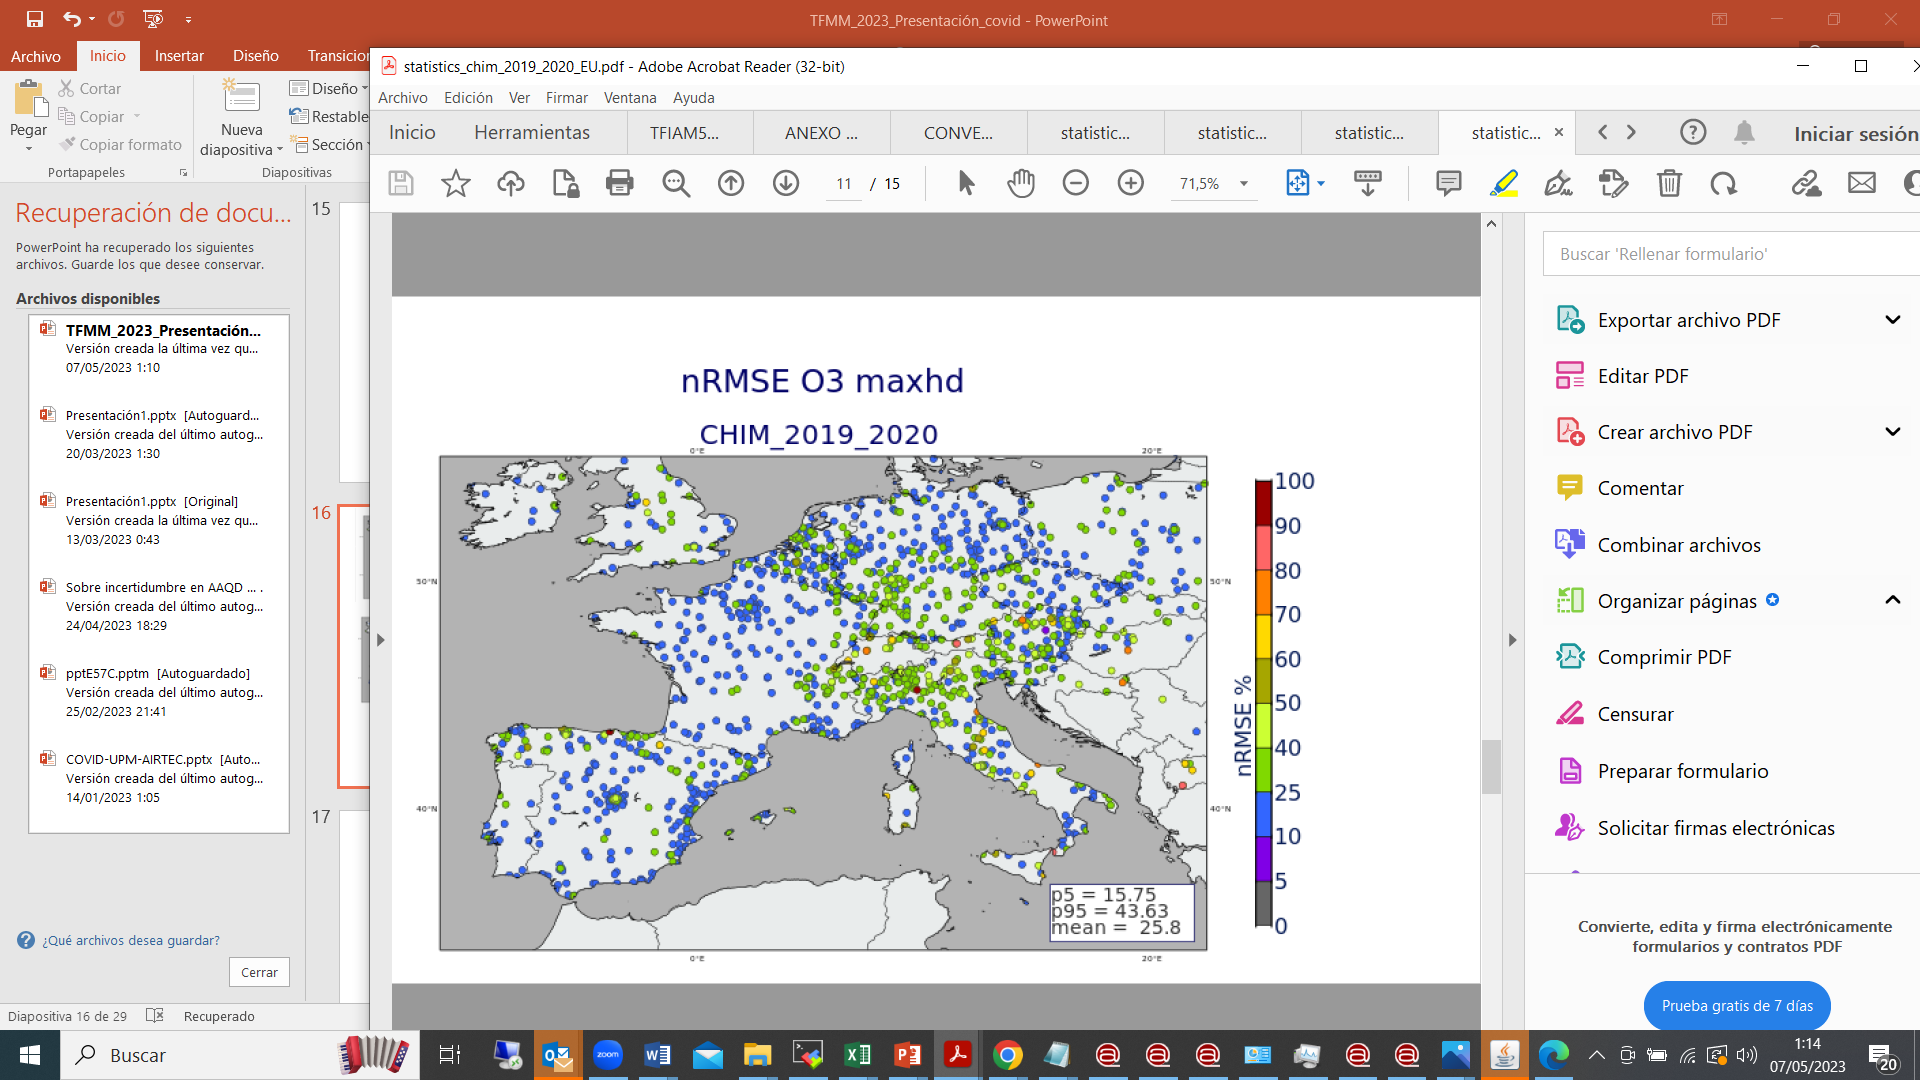 TFMM_2023_Presentación_covid - PowerPoint
Archivo
Inicio
Insertar
Diseño
Pegar
Cortar
Copiar
Copiar formato
Portapapeles
Nueva
diapositiva
Diseño
Sección
Diapositivas
Recuperación de docu...
PowerPoint ha recuperado los siguientes
archivos. Guarde los que desee conservar.
Archivos disponibles
TFMM_2023_Presentación...
Versión creada la última vez qu...
07/05/2023 1:10
Presentación1.pptx [Autoguard...
Versión creada del último autog...
20/03/2023 1:30
Presentación1.pptx [Original]
Versión creada la última vez qu...
13/03/2023 0:43
Sobre incertidumbre en AAQD ... .
Versión creada del último autog...
24/04/2023 18:29
pptE57C.pptm [Autoguardado]
Versión creada del último autog...
25/02/2023 21:41
COVID-UPM-AIRTEC.pptx [Auto...
Versión creada del último autog...
14/01/2023 1:05
¿Qué archivos desea guardar?
Cerrar
15
16
17
Diapositiva 16 de 29
Recuperado
statistics_chim_2019_2020_EU.pdf - Adobe Acrobat Reader (32-bit)
Archivo Edición Ver Firmar Ventana Ayuda
Inicio
Herramientas
TFIAM5...
ANEXO ...
CONVE...
statistic...
statistic...
statistic...
statistic...
Iniciar sesión
11 / 15
71,5%
nRMSE O3 maxhd
CHIM_2019_2020
0°E
20°E
50°N
50°N
40°N
40°N
0°E
20°E
p5 = 15.75
p95 = 43.63
mean = 25.8
nRMSE %
100
90
80
70
60
50
40
25
10
5
0
Buscar 'Rellenar formulario'
Exportar archivo PDF
Editar PDF
Crear archivo PDF
Comentar
Combinar archivos
Organizar páginas
Comprimir PDF
Censurar
Preparar formulario
Solicitar firmas electrónicas
Convierte, edita y firma electrónicamente
formularios y contratos PDF
Prueba gratis de 7 días
Buscar
zoom
1:14
07/05/2023
20